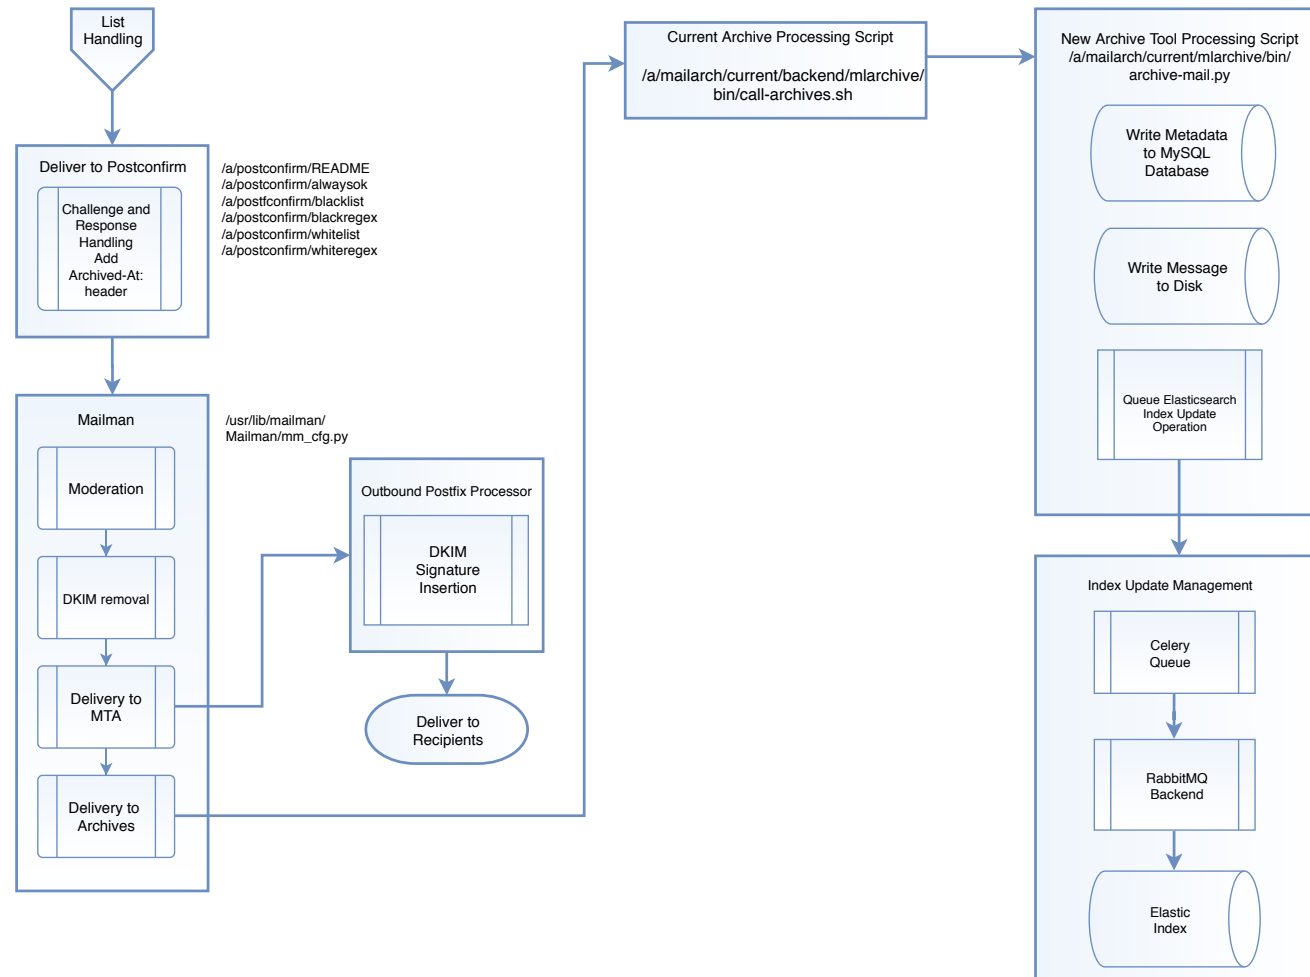 List
Handling
Deliver to Postconfirm
Challenge and
Response
Handling
Add
Archived-At:
header
/a/postconfirm/README
/a/postconfirm/alwaysok
/a/postfconfirm/blacklist
/a/postconfirm/blackregex
/a/postconfirm/whitelist
/a/postconfirm/whiteregex
Mailman
Moderation
DKIM removal
Delivery to
MTA
Delivery to
Archives
/usr/lib/mailman/
Mailman/mm_cfg.py
Outbound Postfix Processor
DKIM
Signature
Insertion
Deliver to
Recipients
Current Archive Processing Script
/a/mailarch/current/backend/mlarchive/
bin/call-archives.sh
New Archive Tool Processing Script
/a/mailarch/current/mlarchive/bin/
archive-mail.py
Write Metadata
to MySQL
Database
Write Message
to Disk
Queue Elasticsearch
Index Update
Operation
Index Update Management
Celery
Queue
RabbitMQ
Backend
Elastic
Index